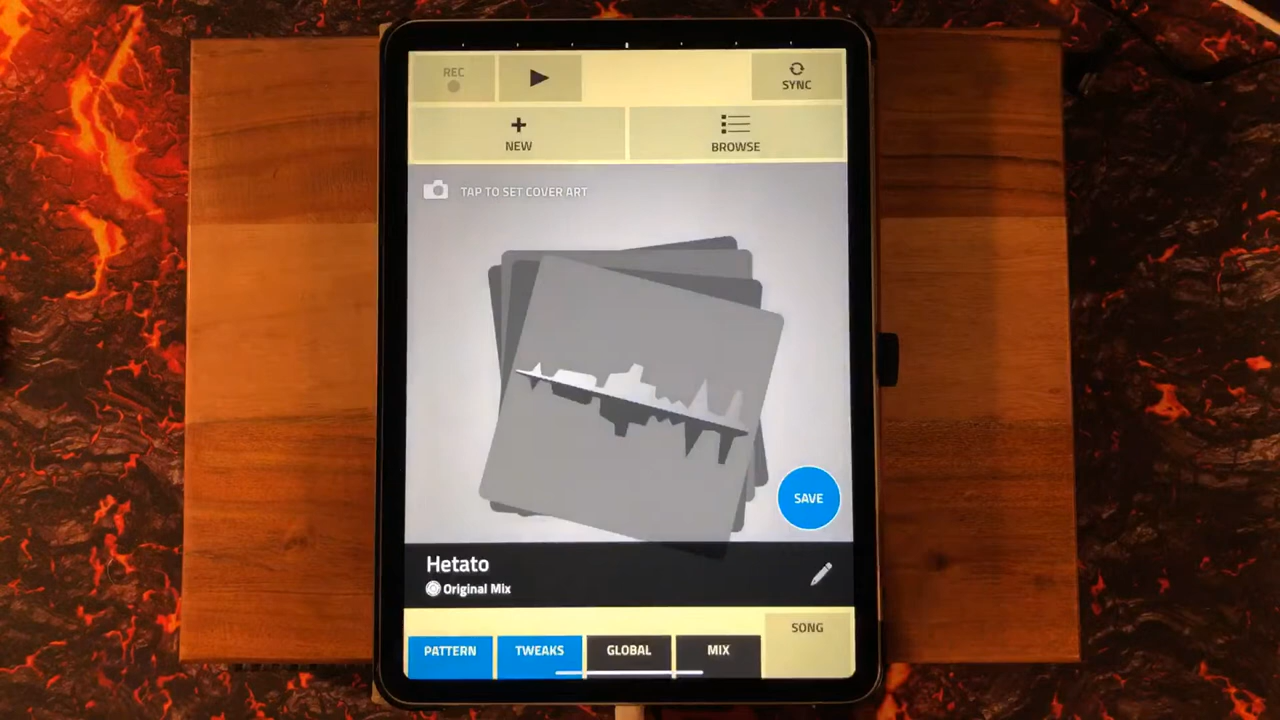 REC
SYNC
NEW
BROWSE
TAP TO SET COVER ART
SAVE
Hetato
Original Mix
SONG
PATTERN
TWEAKS
GLOBAL
MIX